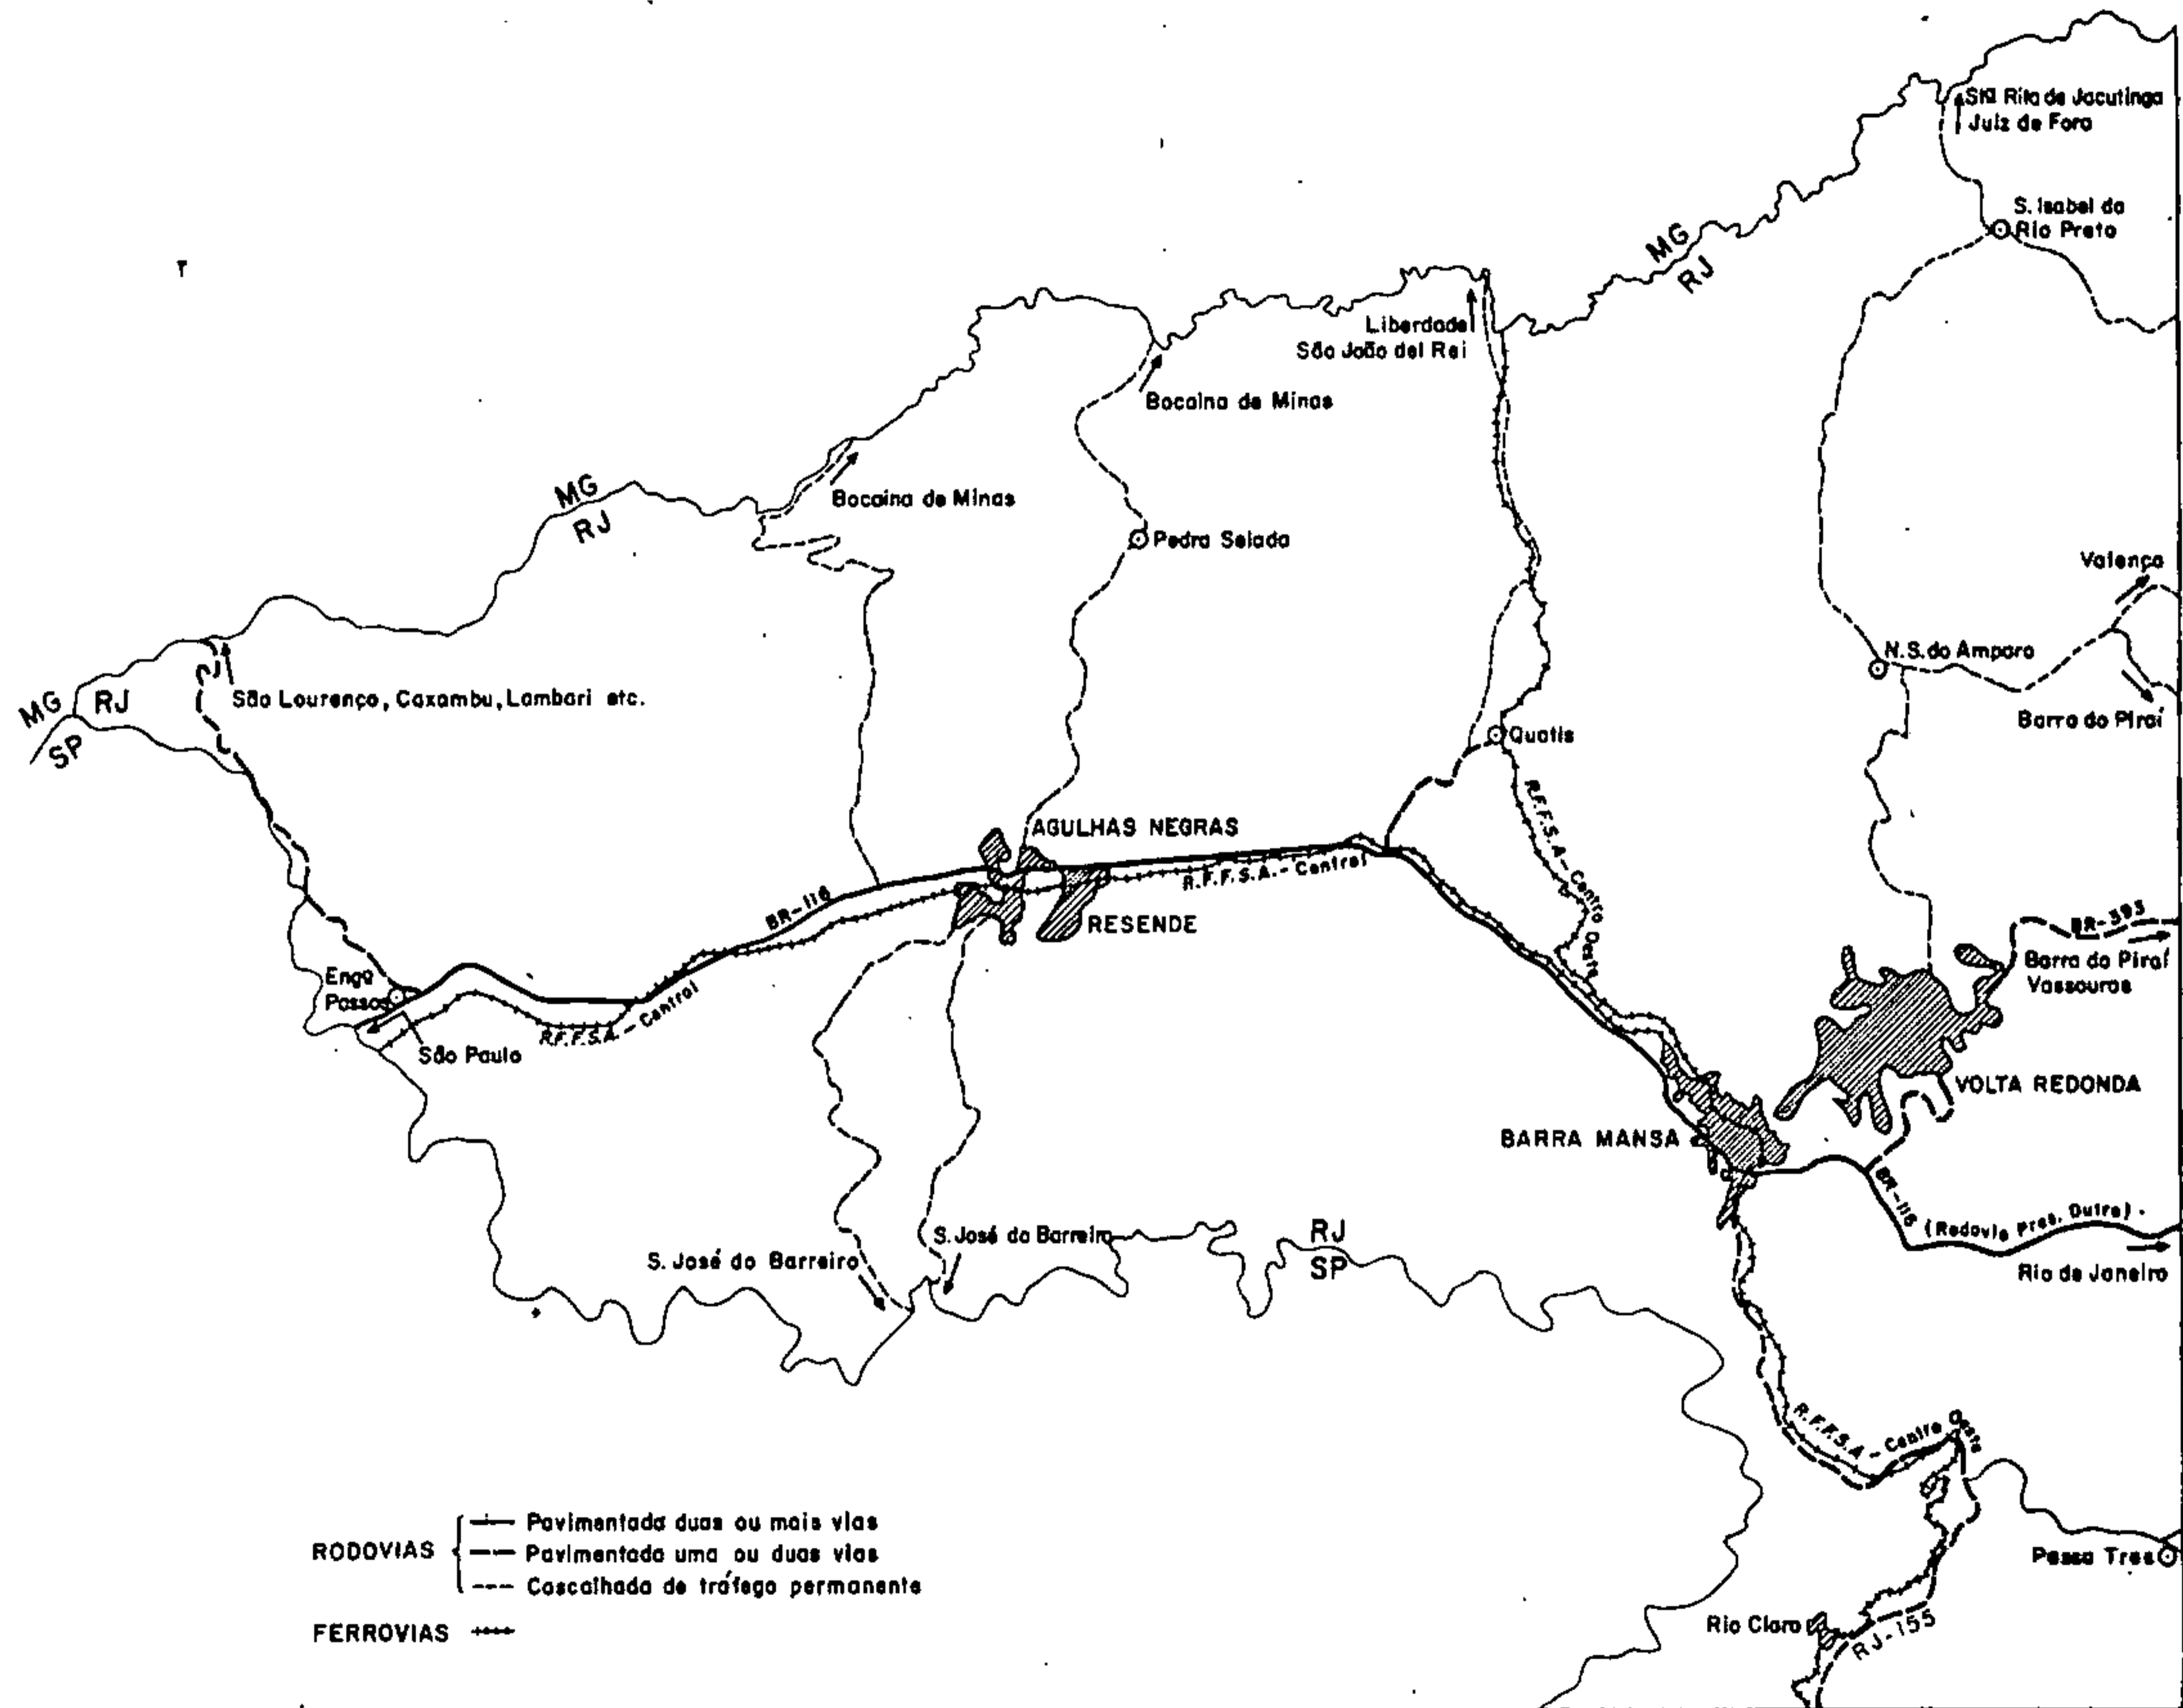 Sta Rita de Jacutinga
Juiz de Fora
S. Isabel do
Rio Preto
MG
RJ
Liberdade
São João del Rei
Bocaina de Minas
MG
RJ
Bocaina de Minas
Pedra Selada
Valença
N.S. do Amparo
São Lourenço, Caxambu, Lambari etc.
MG
RJ
SP
Barra do Piraí
Quatis
R.F.F.S.A.-Centro Oeste
AGULHAS NEGRAS
R.F.F.S.A.-Central
BR-116
RESENDE
BR-393
Barra do Piraí
Vassouras
Engº
Passos
R.F.F.S.A.-Central
São Paulo
VOLTA REDONDA
BARRA MANSA
BR-116 (Rodovia Pres. Dutra)
Rio de Janeiro
S. José do Barreiro
S. José do Barreiro
RJ
SP
R.F.F.S.A-Centro Oeste
RODOVIAS
Pavimentada duas ou mais vias
Pavimentada uma ou duas vias
Cascalhada de tráfego permanente
FERROVIAS
Passa Tres
Rio Claro
RJ-155